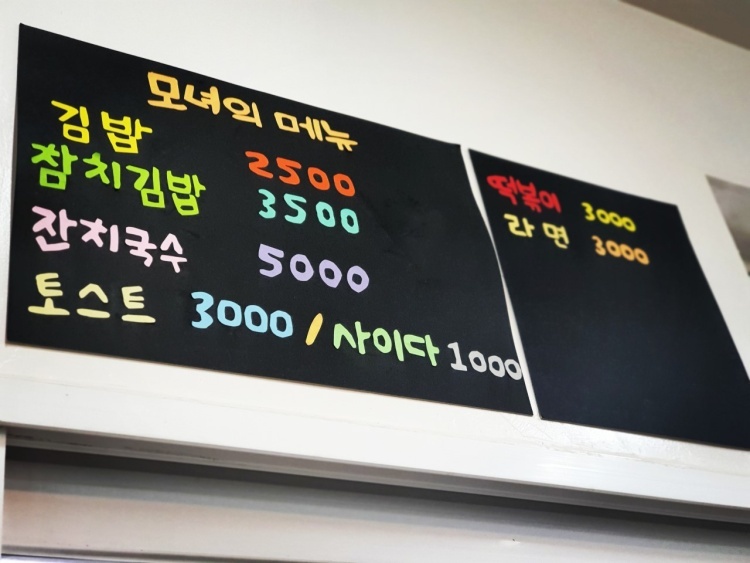 모녀의 메뉴
김밥 2500
참치김밥 3500
잔치국수 5000
토스트 3000 / 사이다 1000
떡볶이 3000
라면 3000